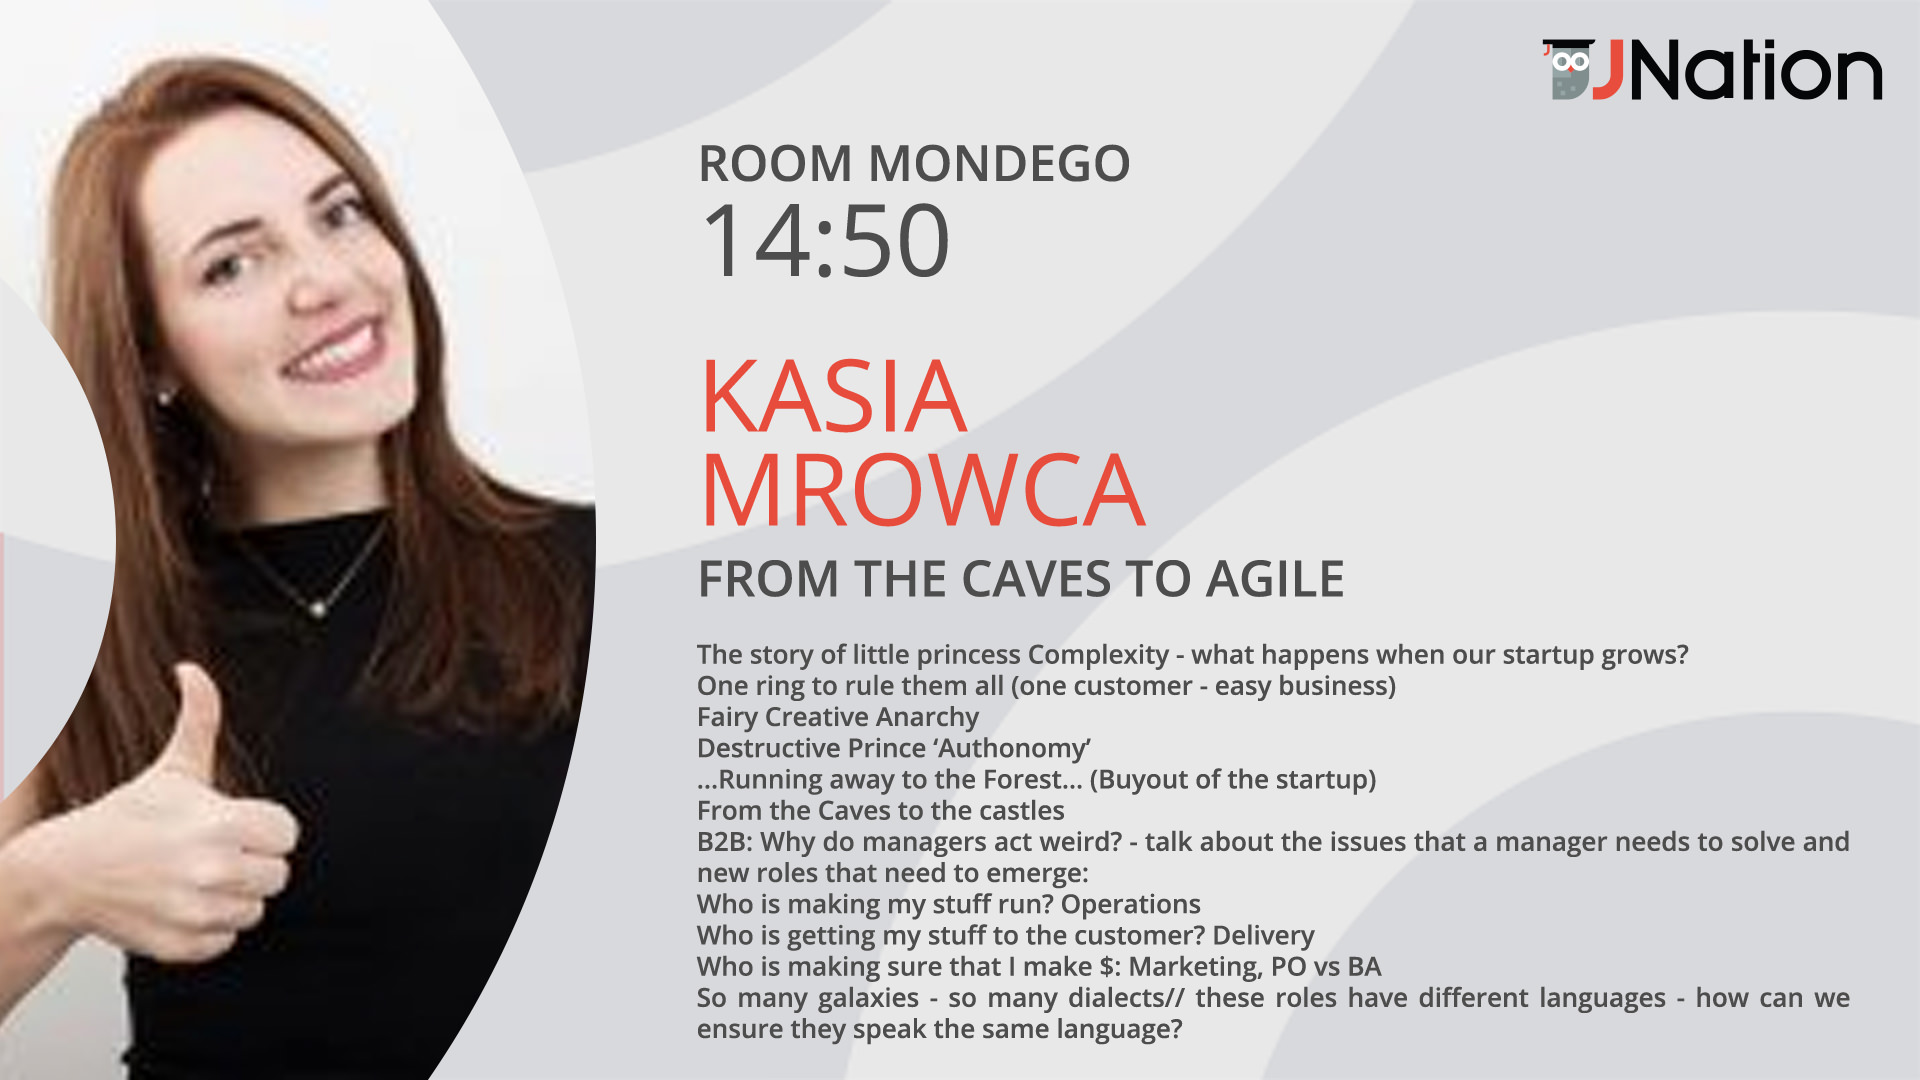 JNation
ROOM MONDEGO
14:50
KASIA
MROWCA
FROM THE CAVES TO AGILE
The story of little princess Complexity - what happens when our startup grows?
One ring to rule them all (one customer - easy business)
Fairy Creative Anarchy
Destructive Prince ‘Authonomy’
...Running away to the Forest... (Buyout of the startup)
From the Caves to the castles
B2B: Why do managers act weird? - talk about the issues that a manager needs to solve and
new roles that need to emerge:
Who is making my stuff run? Operations
Who is getting my stuff to the customer? Delivery
Who is making sure that I make $: Marketing, PO vs BA
So many galaxies - so many dialects// these roles have different languages - how can we
ensure they speak the same language?